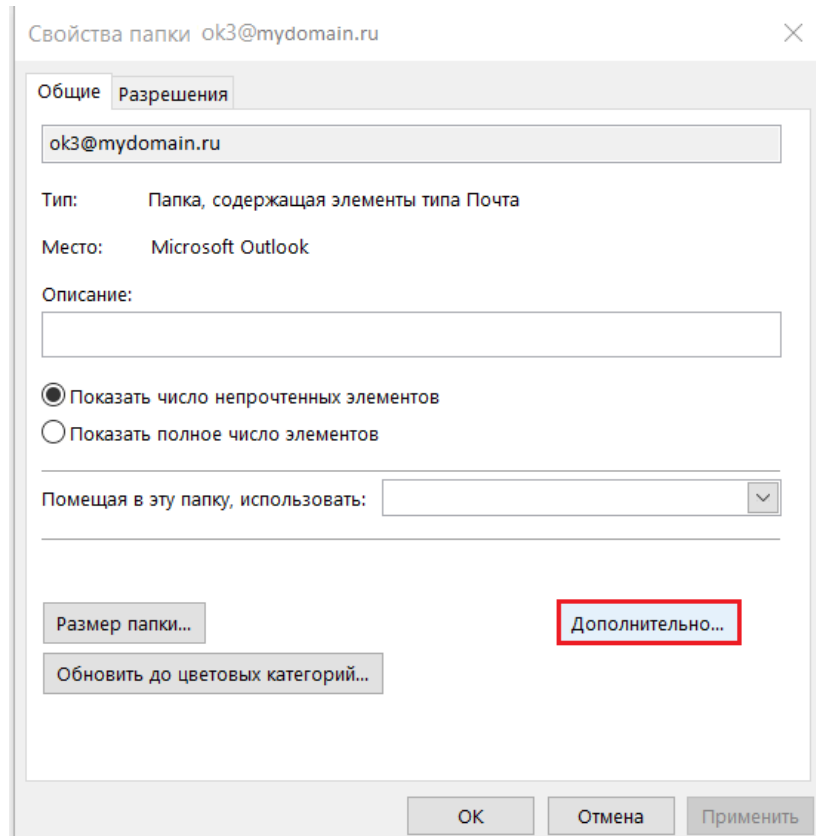 Свойства папки ok3@mydomain.ru
Общие Разрешения
ok3@mydomain.ru
Тип: Папка, содержащая элементы типа Почта
Место: Microsoft Outlook
Описание:
Показать число непрочтенных элементов
Показать полное число элементов
Помещая в эту папку, использовать:
Размер папки... Дополнительно...
Обновить до цветовых категорий...
ОК Отмена Применить